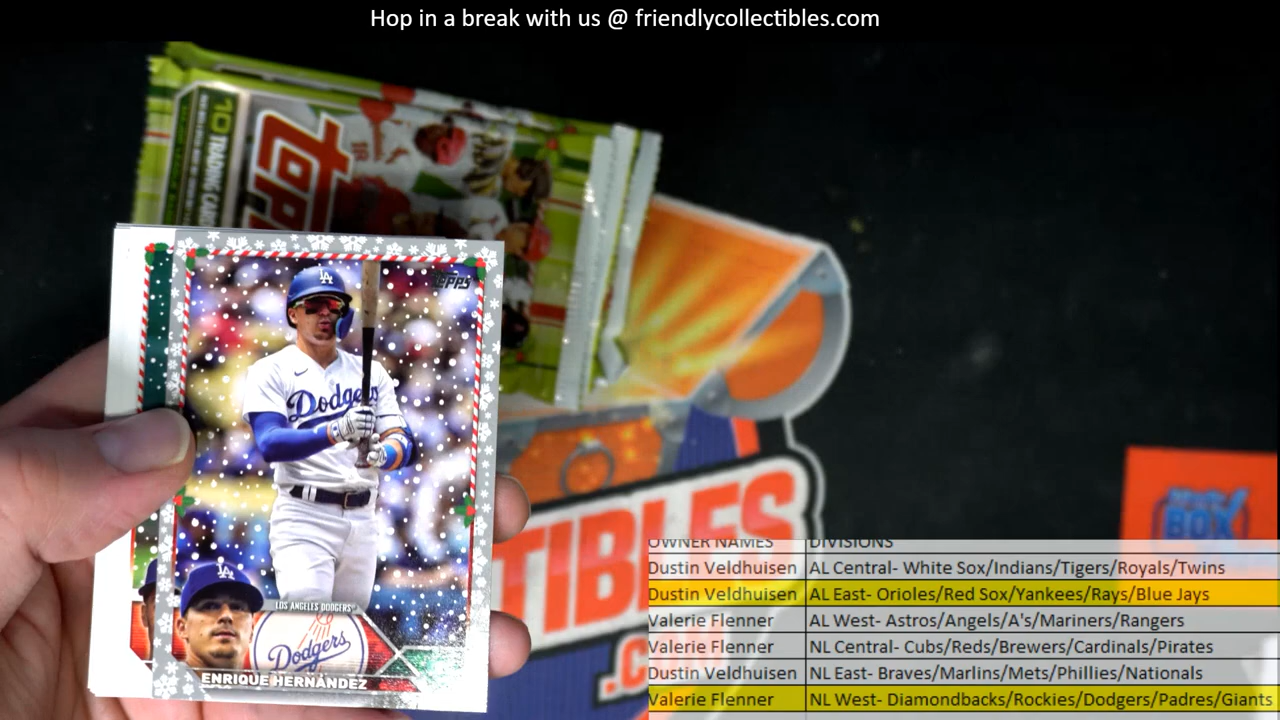 Hop in a break with us @ friendlycollectibles.com
10 TRADING CARDS
TOPPS
TOPPS
LA
Dodgers
LA
LOS ANGELES DODGERS
Dodgers
ENRIQUE HERNÁNDEZ
TIBLES
.CO
BOX
OWNER NAMES DIVISIONS
Dustin Veldhuisen AL Central- White Sox/Indians/Tigers/Royals/Twins
Dustin Veldhuisen AL East- Orioles/Red Sox/Yankees/Rays/Blue Jays
Valerie Flenner AL West- Astros/Angels/A's/Mariners/Rangers
Valerie Flenner NL Central- Cubs/Reds/Brewers/Cardinals/Pirates
Dustin Veldhuisen NL East- Braves/Marlins/Mets/Phillies/Nationals
Valerie Flenner NL West- Diamondbacks/Rockies/Dodgers/Padres/Giants